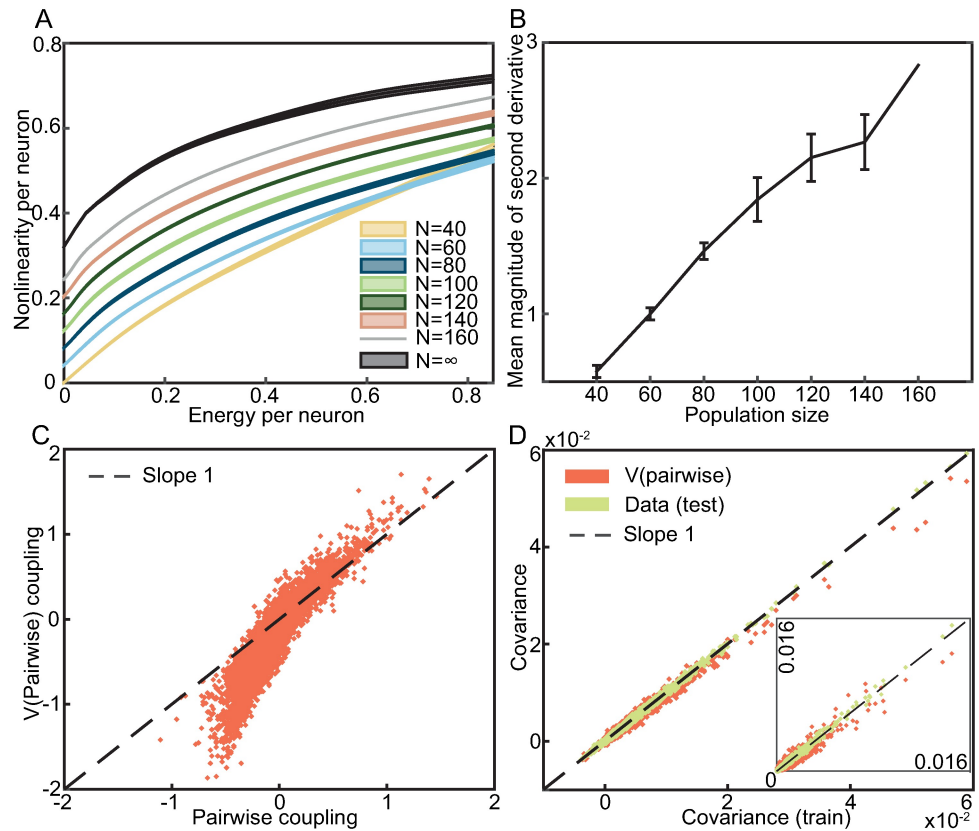 A
Nonlinearity per neuron
0.8
0.6
0.4
0.2
0
N=40
N=60
N=80
N=100
N=120
N=140
N=160
N=∞
0
0.2
0.4
0.6
0.8
Energy per neuron
B
Mean magnitude of second derivative
3
2
1
40
60
80
100
120
140
160
Population size
C
V(Pairwise) coupling
2
1
0
-1
-2
Slope 1
-2
-1
0
1
2
Pairwise coupling
D
x10-2
Covariance
6
4
2
0
V(pairwise)
Data (test)
Slope 1
0.016
0.016
0
0
2
4
6
Covariance (train)
x10-2